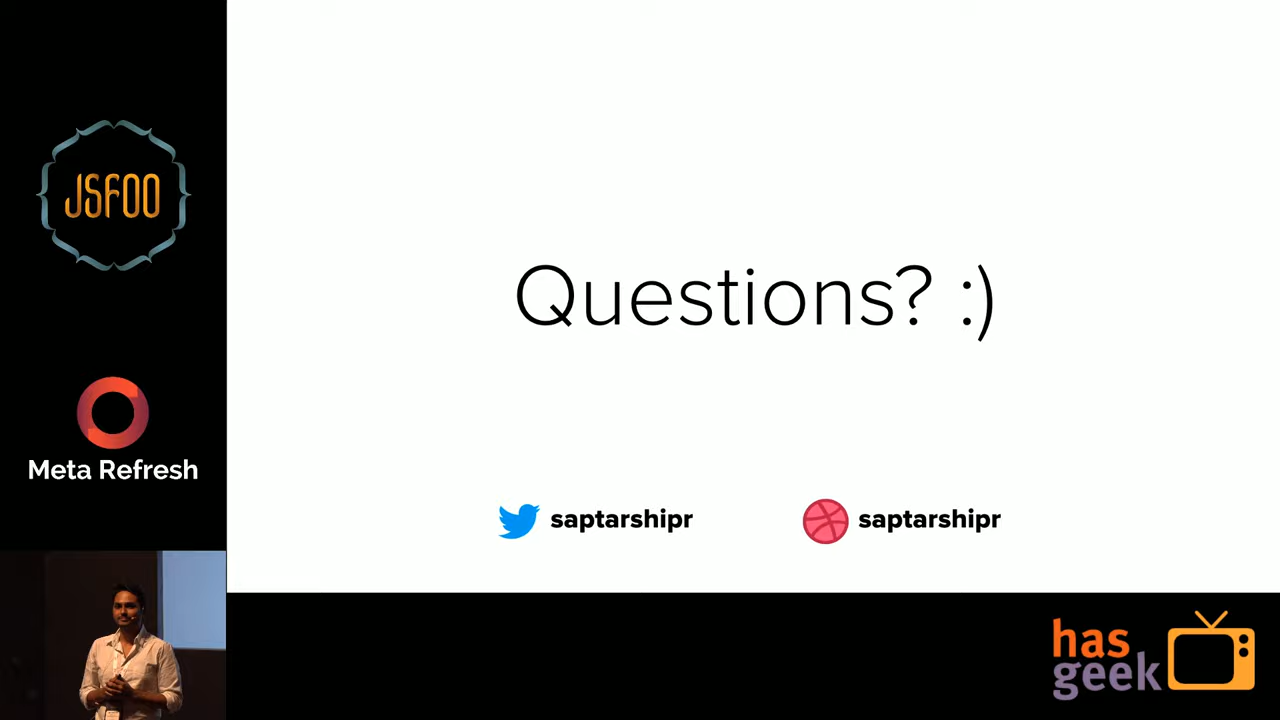 JSFOO
Meta Refresh
Questions? :)
saptarshipr
saptarshipr
has
geek